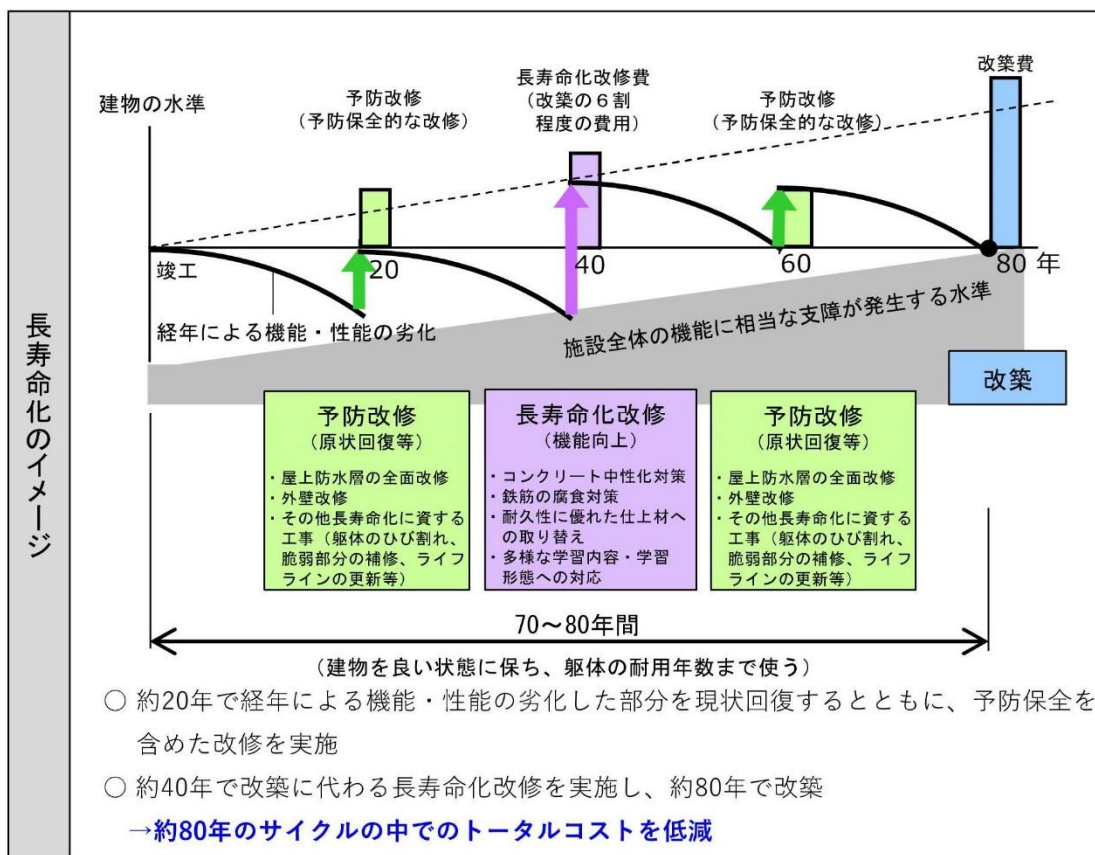 長寿命化のイメージ
建物の水準
予防改修
(予防保全的な改修)
長寿命化改修費
(改築の6割
程度の費用)
予防改修
(予防保全的な改修)
改築費
竣工
20
40
60
80 年
経年による機能・性能の劣化
施設全体の機能に相当な支障が発生する水準
改築
予防改修
(原状回復等)
・屋上防水層の全面改修
・外壁改修
・その他長寿命化に資する
工事(躯体のひび割れ、
脆弱部分の補修、ライフ
ラインの更新等)
長寿命化改修
(機能向上)
・コンクリート中性化対策
・鉄筋の腐食対策
・耐久性に優れた仕上材へ
の取り替え
・多様な学習内容・学習
形態への対応
予防改修
(原状回復等)
・屋上防水層の全面改修
・外壁改修
・その他長寿命化に資する
工事(躯体のひび割れ、
脆弱部分の補修、ライフ
ラインの更新等)
70～80年間
(建物を良い状態に保ち、躯体の耐用年数まで使う)
○ 約20年で経年による機能・性能の劣化した部分を現状回復するとともに、予防保全を
含めた改修を実施
○ 約40年で改築に代わる長寿命化改修を実施し、約80年で改築
→約80年のサイクルの中でのトータルコストを低減